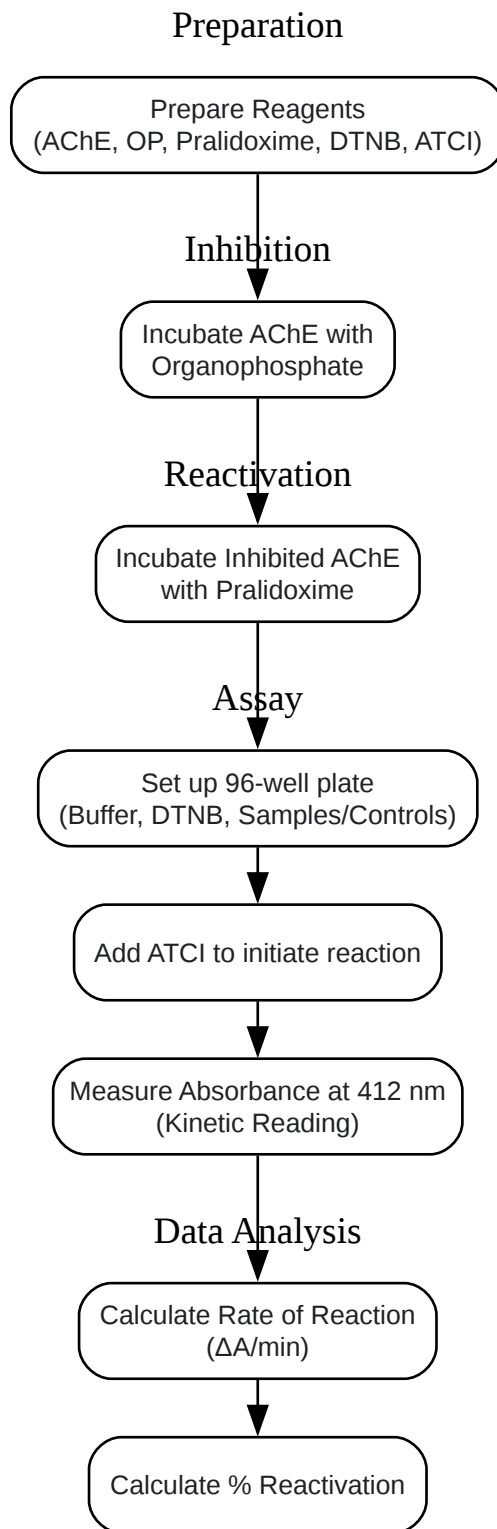 Preparation
Prepare Reagents
(AChE, OP, Pralidoxime, DTNB, ATCI)
Inhibition
Incubate AChE with
Organophosphate
Reactivation
Incubate Inhibited AChE
with Pralidoxime
Assay
Set up 96-well plate
(Buffer, DTNB, Samples/Controls)
Add ATCI to initiate reaction
Measure Absorbance at 412 nm
(Kinetic Reading)
Data Analysis
Calculate Rate of Reaction
(ΔA/min)
Calculate % Reactivation